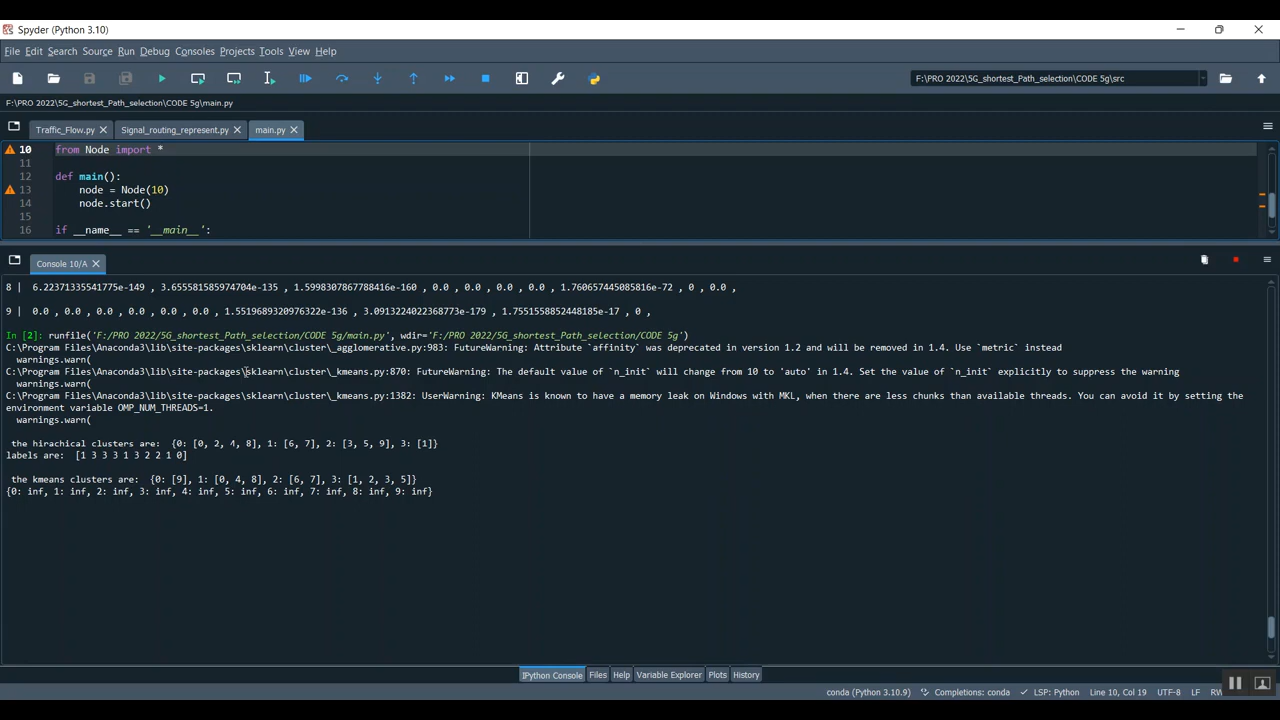 Spyder (Python 3.10)
File Edit Search Source Run Debug Consoles Projects Tools View Help
F:\PRO 2022\5G_shortest_Path_selection\CODE 5g\src
F:\PRO 2022\5G_shortest_Path_selection\CODE 5g\main.py
Traffic_Flow.py Signal_routing_represent.py main.py
10 from Node import *
11
12 def main():
13 node = Node(10)
14 node.start()
15
16 if __name__ == '__main__':
Console 10/A
8 | 6.22371335541775e-149 , 3.655581585974704e-135 , 1.5998307867788416e-160 , 0.0 , 0.0 , 0.0 , 0.0 , 1.760657445085816e-72 , 0 , 0.0 ,
9 | 0.0 , 0.0 , 0.0 , 0.0 , 0.0 , 1.5519689320976322e-136 , 3.0913224022368773e-179 , 1.7551558852448185e-17 , 0 ,
In [2]: runfile('F:/PRO 2022/5G_shortest_Path_selection/CODE 5g/main.py', wdir='F:/PRO 2022/5G_shortest_Path_selection/CODE 5g')
C:\Program Files\Anaconda3\lib\site-packages\sklearn\cluster\_agglomerative.py:983: FutureWarning: Attribute `affinity` was deprecated in version 1.2 and will be removed in 1.4. Use `metric` instead
warnings.warn(
C:\Program Files\Anaconda3\lib\site-packages\sklearn\cluster\_kmeans.py:870: FutureWarning: The default value of `n_init` will change from 10 to 'auto' in 1.4. Set the value of `n_init` explicitly to suppress the warning
warnings.warn(
C:\Program Files\Anaconda3\lib\site-packages\sklearn\cluster\_kmeans.py:1382: UserWarning: KMeans is known to have a memory leak on Windows with MKL, when there are less chunks than available threads. You can avoid it by setting the
environment variable OMP_NUM_THREADS=1.
warnings.warn(
the hirachical clusters are: {0: [0, 2, 4, 8], 1: [6, 7], 2: [3, 5, 9], 3: [1]}
labels are: [1 3 3 3 1 3 2 2 1 0]
the kmeans clusters are: {0: [9], 1: [0, 4, 8], 2: [6, 7], 3: [1, 2, 3, 5]}
{0: inf, 1: inf, 2: inf, 3: inf, 4: inf, 5: inf, 6: inf, 7: inf, 8: inf, 9: inf}
IPython Console Files Help Variable Explorer Plots History
conda (Python 3.10.9) Completions: conda LSP: Python Line 10, Col 19 UTF-8 LF RW